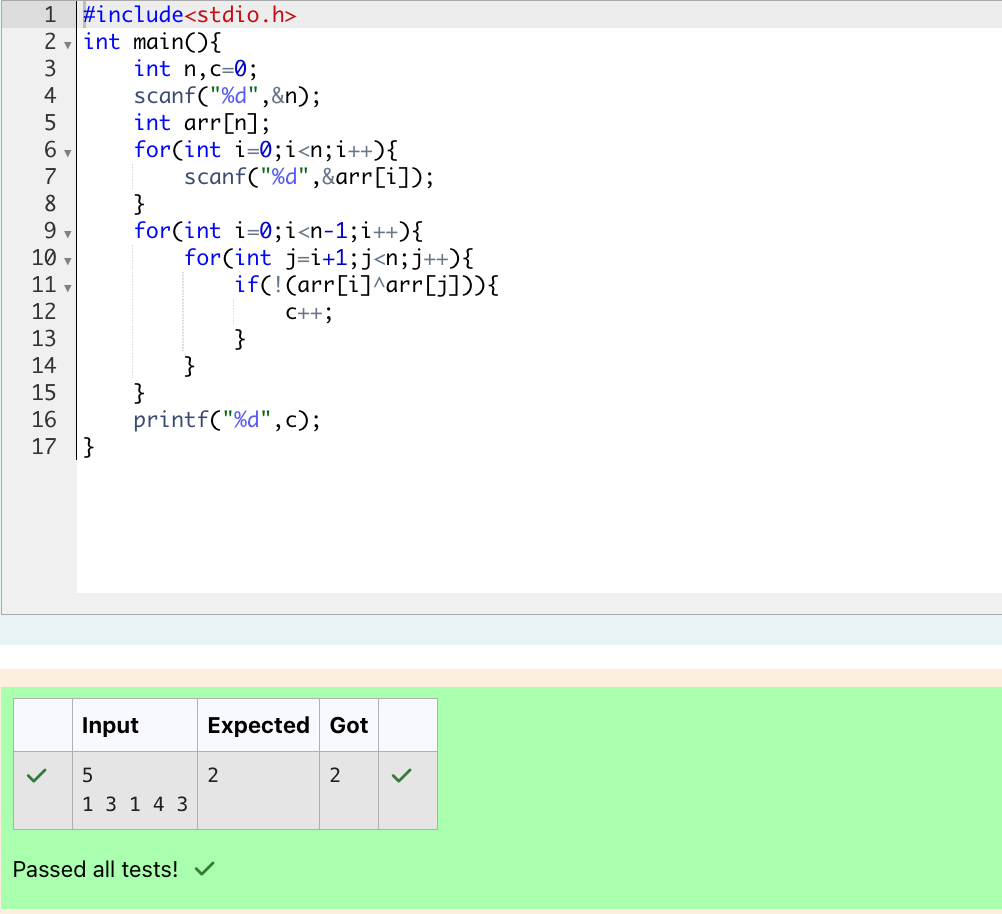 1 #include<stdio.h>
2 int main(){
3     int n,c=0;
4     scanf("%d",&n);
5     int arr[n];
6     for(int i=0;i<n;i++){
7         scanf("%d",&arr[i]);
8     }
9     for(int i=0;i<n-1;i++){
10         for(int j=i+1;j<n;j++){
11             if(!(arr[i]^arr[j])){
12                 c++;
13             }
14         }
15     }
16     printf("%d",c);
17 }
Input Expected Got
5 2 2
1 3 1 4 3
Passed all tests!